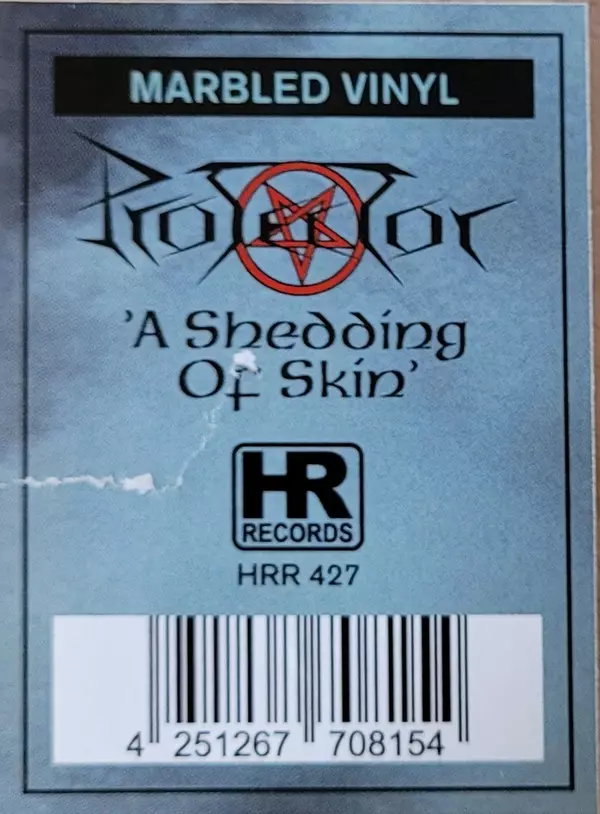 MARBLED VINYL
Protector
'A Shedding
Of Skin'
HR
RECORDS
HRR 427
4 251267 708154